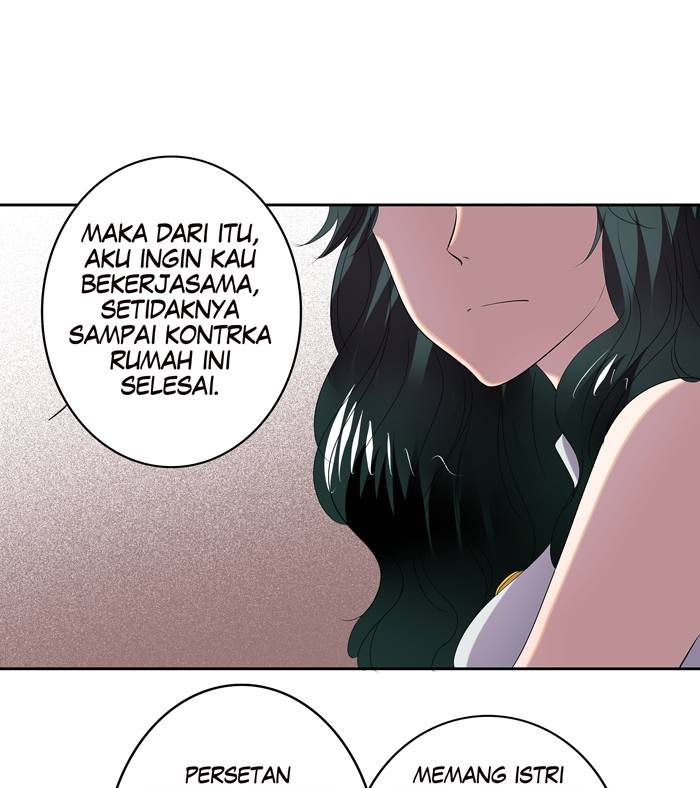 MAKA DARI ITU,
AKU INGIN KAU
BEKERJASAMA,
SETIDAKNYA
SAMPAI KONTRKA
RUMAH INI
SELESAI.
PERSETAN
MEMANG ISTRI